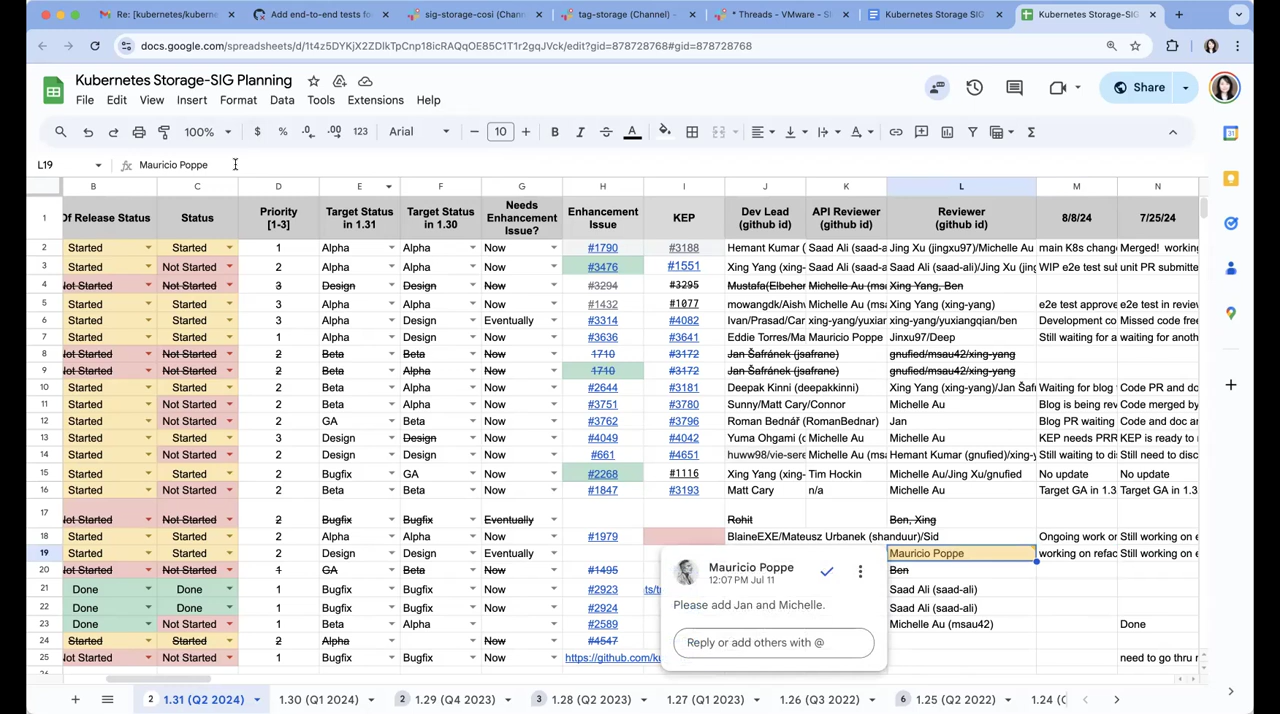 Re: [kubernetes/kuberne
Add end-to-end tests fo
sig-storage-cosi (Chann
tag-storage (Channel) -
* Threads - VMware - Sl
Kubernetes Storage SIG
Kubernetes Storage-SIG
docs.google.com/spreadsheets/d/1t4z5DYKjX2ZDlkTpCnp18icRAQqOE85C1T1r2gqJVck/edit?gid=878728768#gid=878728768
Kubernetes Storage-SIG Planning
File Edit View Insert Format Data Tools Extensions Help
Share
100% $ % .0 .00 123 Arial 10 B I A
L19 fx Mauricio Poppe
B C D E F G H I J K L M N
1 Of Release Status Status Priority [1-3] Target Status in 1.31 Target Status in 1.30 Needs Enhancement Issue? Enhancement Issue KEP Dev Lead (github id) API Reviewer (github id) Reviewer (github id) 8/8/24 7/25/24
2 Started Started 1 Alpha Alpha Now #1790 #3188 Hemant Kumar ( Saad Ali (saad-a Jing Xu (jingxu97)/Michelle Au main K8s chang Merged! working
3 Started Not Started 2 Alpha Alpha Now #3476 #1551 Xing Yang (xing- Saad Ali (saad-a Saad Ali (saad-ali)/Jing Xu (jing WIP e2e test sub unit PR submitte
4 Not Started Not Started 3 Design Design Now #3294 #3295 Mustafa(Elbeher Michelle Au (msa Xing Yang, Ben
5 Started Started 3 Alpha Alpha Now #1432 #1077 mowangdk/Aish Michelle Au (msa Xing Yang (xing-yang) e2e test approve e2e test in review
6 Started Started 3 Alpha Design Eventually #3314 #4082 Ivan/Prasad/Car xing-yang/yuxiar xing-yang/yuxiangqian/ben Development co Missed code free
7 Started Started 1 Alpha Design Now #3636 #3641 Eddie Torres/Ma Mauricio Poppe Jinxu97/Deep Still waiting for a waiting for anoth
8 Not Started Not Started 2 Beta Beta Now 1710 #3172 Jan Šafránek (jsafrane) gnufied/msau42/xing-yang
9 Not Started Not Started 2 Beta Alpha Now 1710 #3172 Jan Šafránek (jsafrane) gnufied/msau42/xing-yang
10 Started Started 2 Beta Alpha Now #2644 #3181 Deepak Kinni (deepakkinni) Xing Yang (xing-yang)/Jan Šafi Waiting for blog Code PR and do
11 Started Not Started 2 Beta Alpha Now #3751 #3780 Sunny/Matt Cary/Connor Michelle Au Blog is being rev Code merged by
12 Started Not Started 2 GA Beta Now #3762 #3796 Roman Bednář (RomanBednar) Jan Blog PR waiting Code and doc ar
13 Started Started 3 Design Design Now #4049 #4042 Yuma Ohgami (c Michelle Au Michelle Au KEP needs PRR KEP is ready to
14 Started Not Started 2 Design Design Now #661 #4651 huww98/vie-sere Michelle Au (msa Hemant Kumar (gnufied)/xing-y Still waiting to dis Still need to disc
15 Started Started 2 Bugfix GA Now #2268 #1116 Xing Yang (xing- Tim Hockin Michelle Au/Jing Xu/gnufied No update No update
16 Started Not Started 2 Beta Beta Now #1847 #3193 Matt Cary n/a Michelle Au Target GA in 1.3 Target GA in 1.3
17 Not Started Not Started 2 Bugfix Bugfix Eventually Rohit Ben, Xing
18 Started Started 2 Bugfix Bugfix Now #1979 BlaineEXE/Mateusz Urbanek (shanduur)/Sid Ongoing work or Still working on
19 Started Started 2 Design Design Eventually Mauricio Poppe working on refac Still working on e
20 Not Started Not Started 1 GA Beta Now #1495 Ben
21 Done Done 1 Bugfix Bugfix Now #2923 Saad Ali (saad-ali)
22 Done Done 1 Bugfix Bugfix Now #2924 Saad Ali (saad-ali)
23 Done Not Started 1 Beta Alpha Now #2589 Michelle Au (msau42) Done
24 Started Started 2 Alpha Now #4547
25 Not Started Not Started 1 Bugfix Bugfix Now https://github.com/ku need to go thru
Mauricio Poppe
12:07 PM Jul 11
Please add Jan and Michelle.
Reply or add others with @
2 1.31 (Q2 2024) 1.30 (Q1 2024) 2 1.29 (Q4 2023) 3 1.28 (Q2 2023) 1.27 (Q1 2023) 1.26 (Q3 2022) 6 1.25 (Q2 2022) 1.24 (